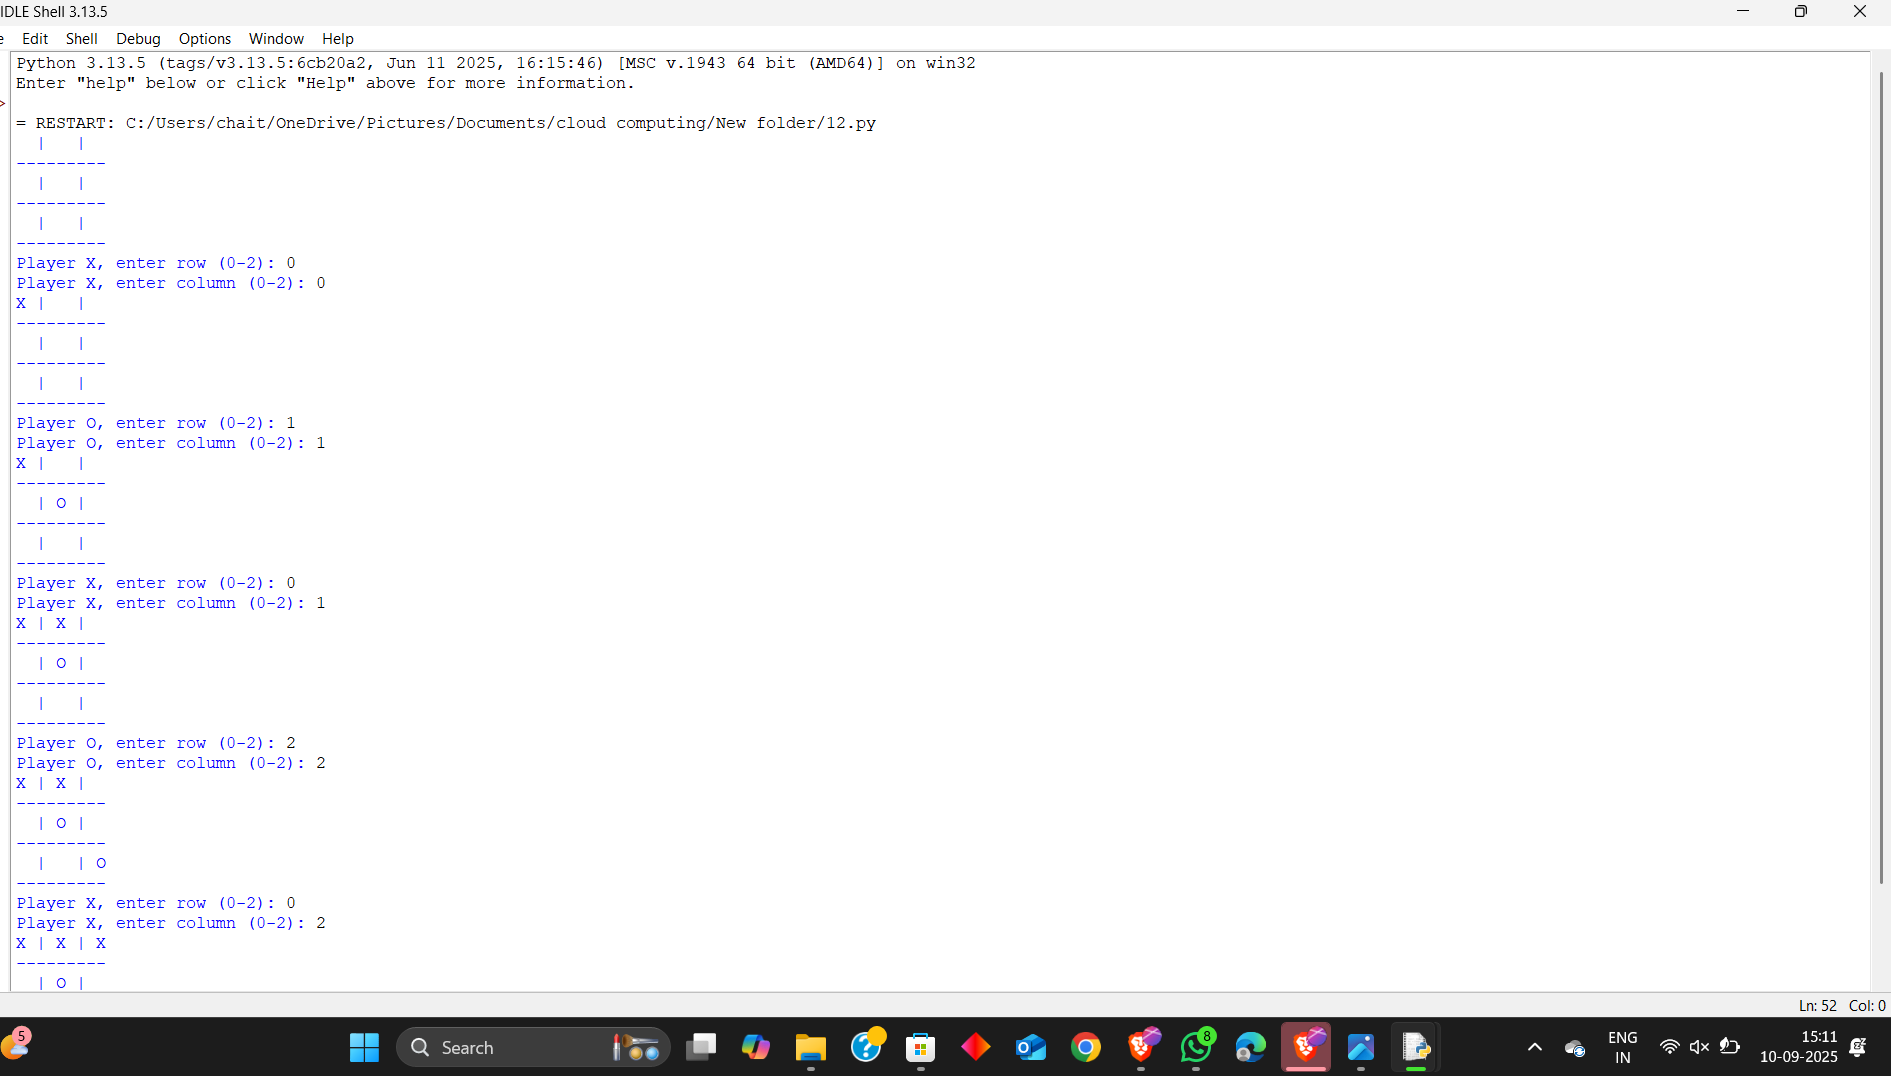 IDLE Shell 3.13.5
e Edit Shell Debug Options Window Help
Python 3.13.5 (tags/v3.13.5:6cb20a2, Jun 11 2025, 16:15:46) [MSC v.1943 64 bit (AMD64)] on win32
Enter "help" below or click "Help" above for more information.
>
= RESTART: C:/Users/chait/OneDrive/Pictures/Documents/cloud computing/New folder/12.py
  |   |  
---------
  |   |  
---------
  |   |  
---------
Player X, enter row (0-2): 0
Player X, enter column (0-2): 0
X |   |  
---------
  |   |  
---------
  |   |  
---------
Player O, enter row (0-2): 1
Player O, enter column (0-2): 1
X |   |  
---------
  | O |  
---------
  |   |  
---------
Player X, enter row (0-2): 0
Player X, enter column (0-2): 1
X | X |  
---------
  | O |  
---------
  |   |  
---------
Player O, enter row (0-2): 2
Player O, enter column (0-2): 2
X | X |  
---------
  | O |  
---------
  |   | O
---------
Player X, enter row (0-2): 0
Player X, enter column (0-2): 2
X | X | X
---------
  | O |  
Ln: 52 Col: 0
5
Search
8
ENG
IN
15:11
10-09-2025